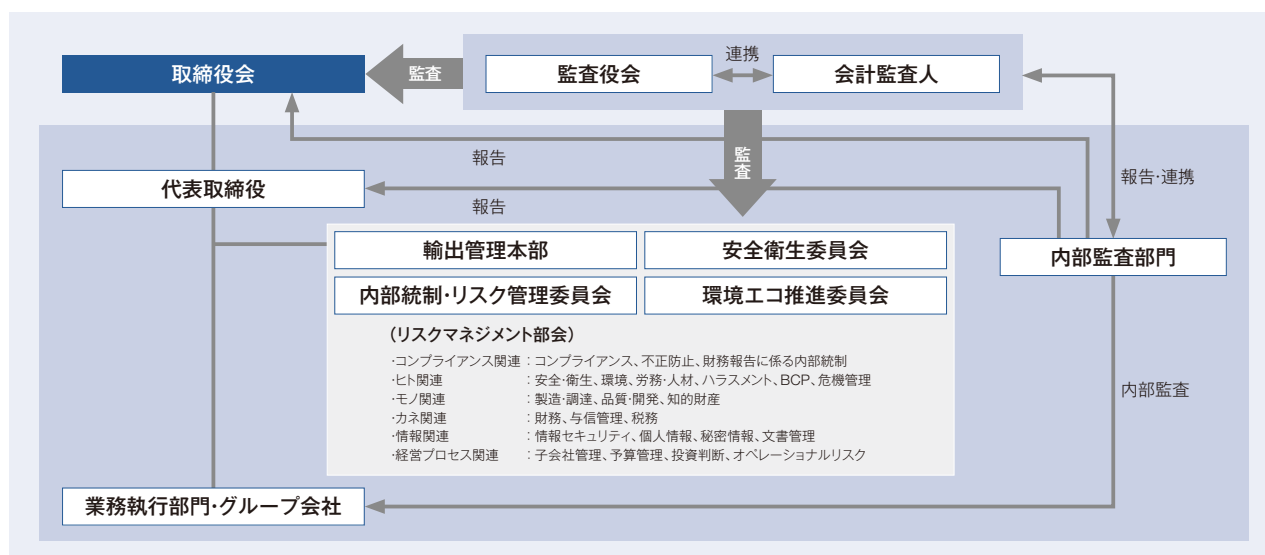 取締役会
監査
監査役会
連携
会計監査人
監査
報告
代表取締役
報告
報告・連携
輸出管理本部
安全衛生委員会
内部監査部門
内部統制・リスク管理委員会
環境エコ推進委員会
(リスクマネジメント部会)
・コンプライアンス関連：コンプライアンス、不正防止、財務報告に係る内部統制
・ヒト関連：安全・衛生、環境、労務・人材、ハラスメント、BCP、危機管理
・モノ関連：製造・調達、品質・開発、知的財産
・カネ関連：財務、与信管理、税務
・情報関連：情報セキュリティ、個人情報、秘密情報、文書管理
・経営プロセス関連：子会社管理、予算管理、投資判断、オペレーショナルリスク
内部監査
業務執行部門・グループ会社